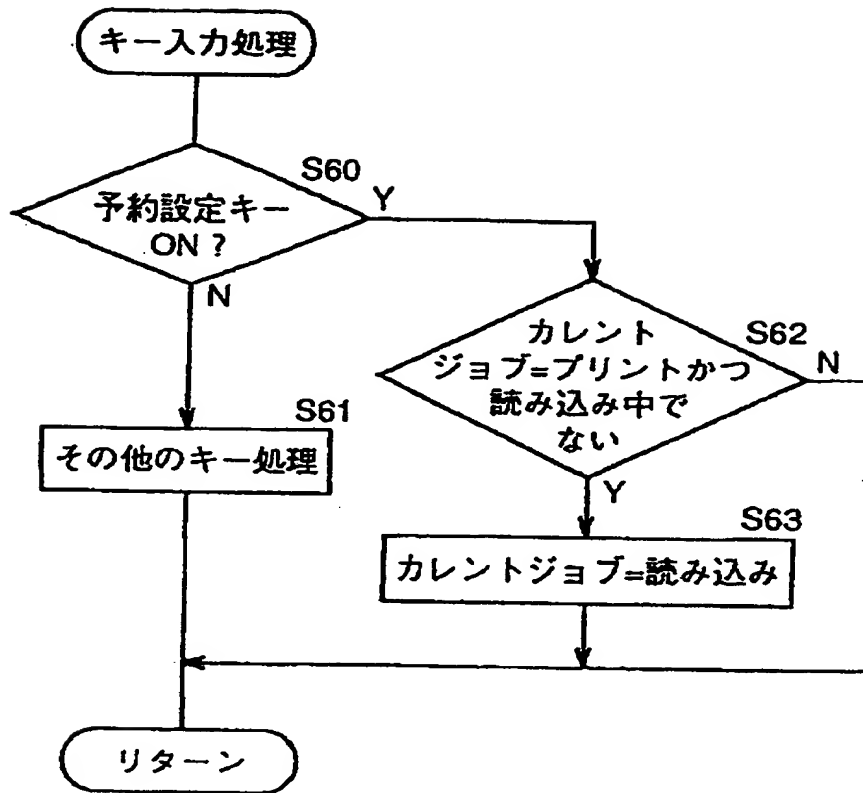 キー入力処理
S60
予約設定キー
ON ?
Y
N
S62
カレント
ジョブ=プリントかつ
読み込み中で
ない
N
Y
S61
その他のキー処理
S63
カレントジョブ=読み込み
リターン